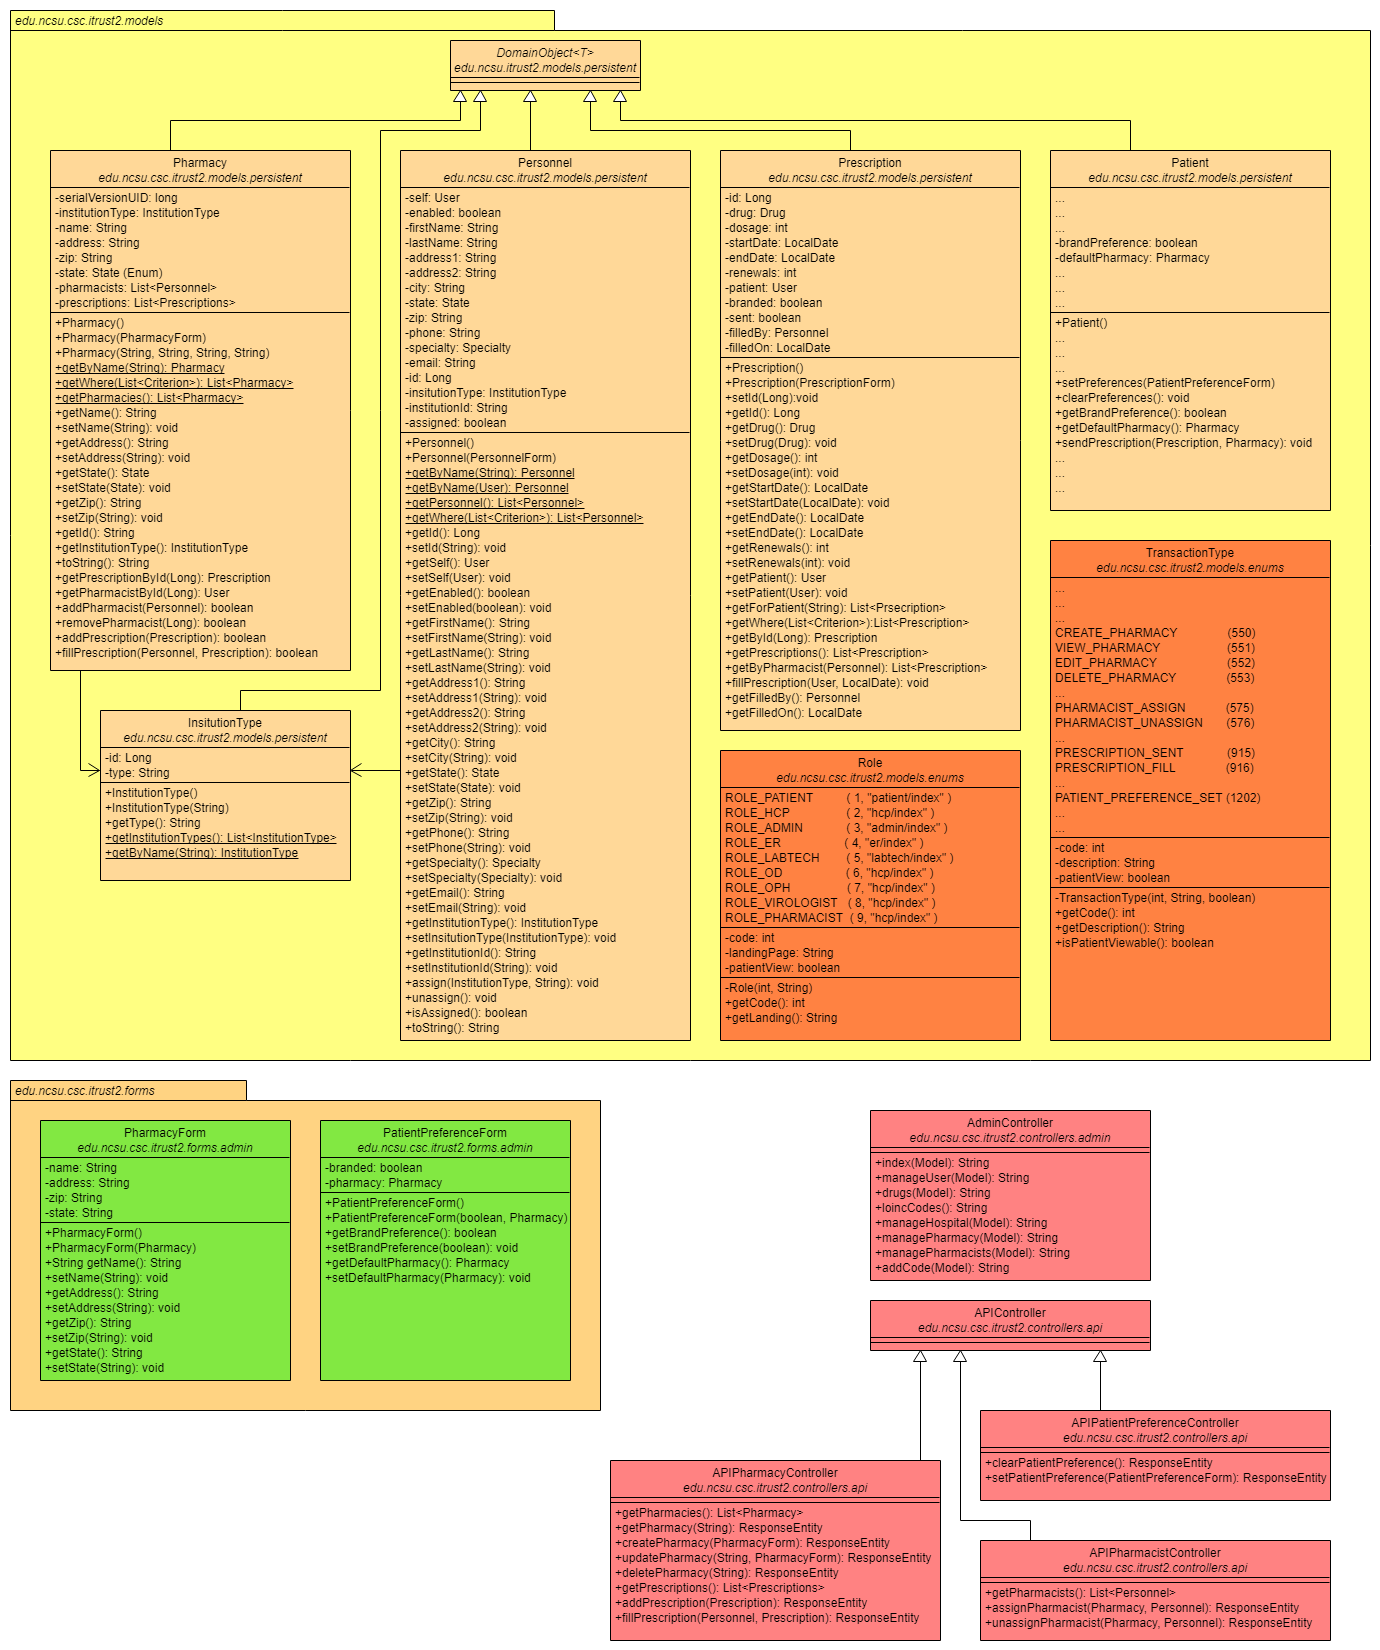 edu.ncsu.csc.itrust2.models
DomainObject<T>
edu.ncsu.itrust2.models.persistent
Pharmacy
edu.ncsu.csc.itrust2.models.persistent
-serialVersionUID: long
-institutionType: InstitutionType
-name: String
-address: String
-zip: String
-state: State (Enum)
-pharmacists: List<Personnel>
-prescriptions: List<Prescriptions>
+Pharmacy()
+Pharmacy(PharmacyForm)
+Pharmacy(String, String, String, String)
+getByName(String): Pharmacy
+getWhere(List<Criterion>): List<Pharmacy>
+getPharmacies(): List<Pharmacy>
+getName(): String
+setName(String): void
+getAddress(): String
+setAddress(String): void
+getState(): State
+setState(State): void
+getZip(): String
+setZip(String): void
+getId(): String
+getInstitutionType(): InstitutionType
+toString(): String
+getPrescriptionById(Long): Prescription
+getPharmacistById(Long): User
+addPharmacist(Personnel): boolean
+removePharmacist(Long): boolean
+addPrescription(Prescription): boolean
+fillPrescription(Personnel, Prescription): boolean
InsitutionType
edu.ncsu.csc.itrust2.models.persistent
-id: Long
-type: String
+InstitutionType()
+InstitutionType(String)
+getType(): String
+getInstitutionTypes(): List<InstitutionType>
+getByName(String): InstitutionType
Personnel
edu.ncsu.csc.itrust2.models.persistent
-self: User
-enabled: boolean
-firstName: String
-lastName: String
-address1: String
-address2: String
-city: String
-state: State
-zip: String
-phone: String
-specialty: Specialty
-email: String
-id: Long
-insitutionType: InstitutionType
-institutionId: String
-assigned: boolean
+Personnel()
+Personnel(PersonnelForm)
+getByName(String): Personnel
+getByName(User): Personnel
+getPersonnel(): List<Personnel>
+getWhere(List<Criterion>): List<Personnel>
+getId(): Long
+setId(String): void
+getSelf(): User
+setSelf(User): void
+getEnabled(): boolean
+setEnabled(boolean): void
+getFirstName(): String
+setFirstName(String): void
+getLastName(): String
+setLastName(String): void
+getAddress1(): String
+setAddress1(String): void
+getAddress2(): String
+setAddress2(String): void
+getCity(): String
+setCity(String): void
+getState(): State
+setState(State): void
+getZip(): String
+setZip(String): void
+getPhone(): String
+setPhone(String): void
+getSpecialty(): Specialty
+setSpecialty(Specialty): void
+getEmail(): String
+setEmail(String): void
+getInstitutionType(): InstitutionType
+setInsitutionType(InstitutionType): void
+getInstitutionId(): String
+setInstitutionId(String): void
+assign(InstitutionType, String): void
+unassign(): void
+isAssigned(): boolean
+toString(): String
Prescription
edu.ncsu.csc.itrust2.models.persistent
-id: Long
-drug: Drug
-dosage: int
-startDate: LocalDate
-endDate: LocalDate
-renewals: int
-patient: User
-branded: boolean
-sent: boolean
-filledBy: Personnel
-filledOn: LocalDate
+Prescription()
+Prescription(PrescriptionForm)
+setId(Long):void
+getId(): Long
+getDrug(): Drug
+setDrug(Drug): void
+getDosage(): int
+setDosage(int): void
+getStartDate(): LocalDate
+setStartDate(LocalDate): void
+getEndDate(): LocalDate
+setEndDate(): LocalDate
+getRenewals(): int
+setRenewals(int): void
+getPatient(): User
+setPatient(User): void
+getForPatient(String): List<Prsecription>
+getWhere(List<Criterion>):List<Prescription>
+getById(Long): Prescription
+getPrescriptions(): List<Prescription>
+getByPharmacist(Personnel): List<Prescription>
+fillPrescription(User, LocalDate): void
+getFilledBy(): Personnel
+getFilledOn(): LocalDate
Role
edu.ncsu.csc.itrust2.models.enums
ROLE_PATIENT ( 1, "patient/index" )
ROLE_HCP ( 2, "hcp/index" )
ROLE_ADMIN ( 3, "admin/index" )
ROLE_ER ( 4, "er/index" )
ROLE_LABTECH ( 5, "labtech/index" )
ROLE_OD ( 6, "hcp/index" )
ROLE_OPH ( 7, "hcp/index" )
ROLE_VIROLOGIST ( 8, "hcp/index" )
ROLE_PHARMACIST ( 9, "hcp/index" )
-code: int
-landingPage: String
-patientView: boolean
-Role(int, String)
+getCode(): int
+getLanding(): String
Patient
edu.ncsu.csc.itrust2.models.persistent
...
...
...
-brandPreference: boolean
-defaultPharmacy: Pharmacy
...
...
...
+Patient()
...
...
...
+setPreferences(PatientPreferenceForm)
+clearPreferences(): void
+getBrandPreference(): boolean
+getDefaultPharmacy(): Pharmacy
+sendPrescription(Prescription, Pharmacy): void
...
...
...
TransactionType
edu.ncsu.csc.itrust2.models.enums
...
...
...
CREATE_PHARMACY (550)
VIEW_PHARMACY (551)
EDIT_PHARMACY (552)
DELETE_PHARMACY (553)
...
PHARMACIST_ASSIGN (575)
PHARMACIST_UNASSIGN (576)
...
PRESCRIPTION_SENT (915)
PRESCRIPTION_FILL (916)
...
PATIENT_PREFERENCE_SET (1202)
...
...
-code: int
-description: String
-patientView: boolean
-TransactionType(int, String, boolean)
+getCode(): int
+getDescription(): String
+isPatientViewable(): boolean
edu.ncsu.csc.itrust2.forms
PharmacyForm
edu.ncsu.csc.itrust2.forms.admin
-name: String
-address: String
-zip: String
-state: String
+PharmacyForm()
+PharmacyForm(Pharmacy)
+String getName(): String
+setName(String): void
+getAddress(): String
+setAddress(String): void
+getZip(): String
+setZip(String): void
+getState(): String
+setState(String): void
PatientPreferenceForm
edu.ncsu.csc.itrust2.forms.admin
-branded: boolean
-pharmacy: Pharmacy
+PatientPreferenceForm()
+PatientPreferenceForm(boolean, Pharmacy)
+getBrandPreference(): boolean
+setBrandPreference(boolean): void
+getDefaultPharmacy(): Pharmacy
+setDefaultPharmacy(Pharmacy): void
AdminController
edu.ncsu.csc.itrust2.controllers.admin
+index(Model): String
+manageUser(Model): String
+drugs(Model): String
+loincCodes(): String
+manageHospital(Model): String
+managePharmacy(Model): String
+managePharmacists(Model): String
+addCode(Model): String
APIController
edu.ncsu.csc.itrust2.controllers.api
APIPatientPreferenceController
edu.ncsu.csc.itrust2.controllers.api
+clearPatientPreference(): ResponseEntity
+setPatientPreference(PatientPreferenceForm): ResponseEntity
APIPharmacyController
edu.ncsu.csc.itrust2.controllers.api
+getPharmacies(): List<Pharmacy>
+getPharmacy(String): ResponseEntity
+createPharmacy(PharmacyForm): ResponseEntity
+updatePharmacy(String, PharmacyForm): ResponseEntity
+deletePharmacy(String): ResponseEntity
+getPrescriptions(): List<Prescriptions>
+addPrescription(Prescription): ResponseEntity
+fillPrescription(Personnel, Prescription): ResponseEntity
APIPharmacistController
edu.ncsu.csc.itrust2.controllers.api
+getPharmacists(): List<Personnel>
+assignPharmacist(Pharmacy, Personnel): ResponseEntity
+unassignPharmacist(Pharmacy, Personnel): ResponseEntity